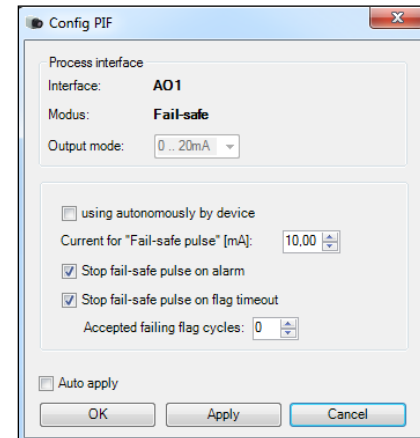 Config PIF
x
Process interface
Interface: AO1
Modus: Fail-safe
Output mode: 0 .. 20mA
using autonomously by device
Current for "Fail-safe pulse" [mA]: 10,00
Stop fail-safe pulse on alarm
Stop fail-safe pulse on flag timeout
Accepted failing flag cycles: 0
Auto apply
OK Apply Cancel